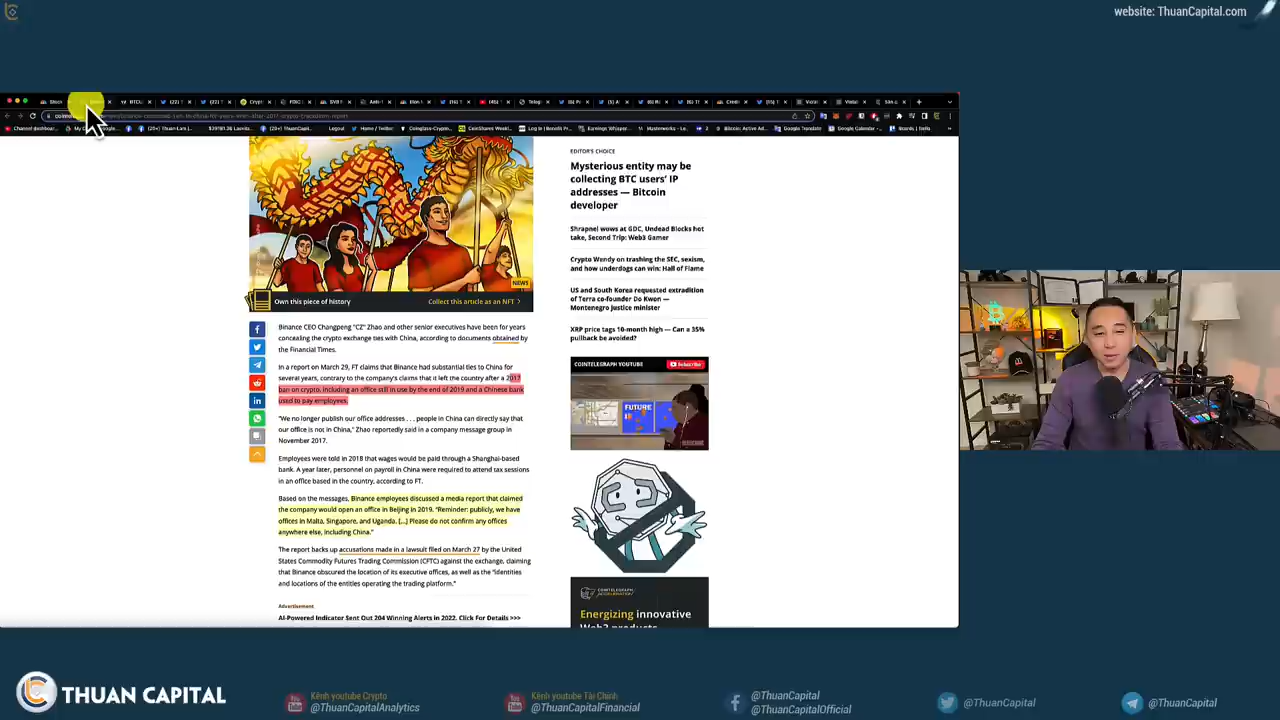 website: ThuanCapital.com
EDITOR'S CHOICE
Mysterious entity may be
collecting BTC users' IP
addresses — Bitcoin
developer
Shrapnel wows at GDC, Undead Blocks hot
take, Second Trip: Web3 Gamer
Crypto Wendy on trashing the SEC, sexism,
and how underdogs can win: Hall of Flame
US and South Korea requested extradition
of Terra co-founder Do Kwon —
Montenegro justice minister
XRP price tags 10-month high — Can a 35%
pullback be avoided?
NEWS
Own this piece of history
Collect this article as an NFT
Binance CEO Changpeng "CZ" Zhao and other senior executives have been for years
concealing the crypto exchange ties with China, according to documents obtained by
the Financial Times.
In a report on March 29, FT claims that Binance had substantial ties to China for
several years, contrary to the company's claims that it left the country after a 2017
ban on crypto, including an office still in use by the end of 2019 and a Chinese bank
used to pay employees.
"We no longer publish our office addresses . . . people in China can directly say that
our office is not in China," Zhao reportedly said in a company message group in
November 2017.
Employees were told in 2018 that wages would be paid through a Shanghai-based
bank. A year later, personnel on payroll in China were required to attend tax sessions
in an office based in the country, according to FT.
Based on the messages, Binance employees discussed a media report that claimed
the company would open an office in Beijing in 2019. "Reminder: publicly, we have
offices in Malta, Singapore, and Uganda. [...] Please do not confirm any offices
anywhere else, including China."
The report backs up accusations made in a lawsuit filed on March 27 by the United
States Commodity Futures Trading Commission (CFTC) against the exchange, claiming
that Binance obscured the location of its executive offices, as well as the "identities
and locations of the entities operating the trading platform."
Advertisement
AI-Powered Indicator Sent Out 204 Winning Alerts in 2022. Click For Details >>>
COINTELEGRAPH YOUTUBE
Subscribe
FUTURE
COINTELEGRAPH
Energizing innovative
Web3 products
THUAN CAPITAL
Kênh youtube Crypto
@ThuanCapitalAnalytics
Kênh youtube Tài Chính
@ThuanCapitalFinancial
@ThuanCapital
@ThuanCapitalOfficial
@ThuanCapital
@ThuanCapital